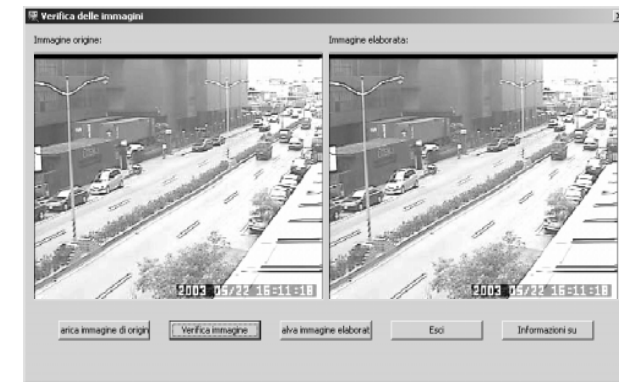 Verifica delle immagini
Immagine origine:
Immagine elaborata:
2003 05/22 16:11:18
2003 05/22 16:11:18
arica immagine di origin
Verifica immagine
alva immagine elaborat
Esci
Informazioni su